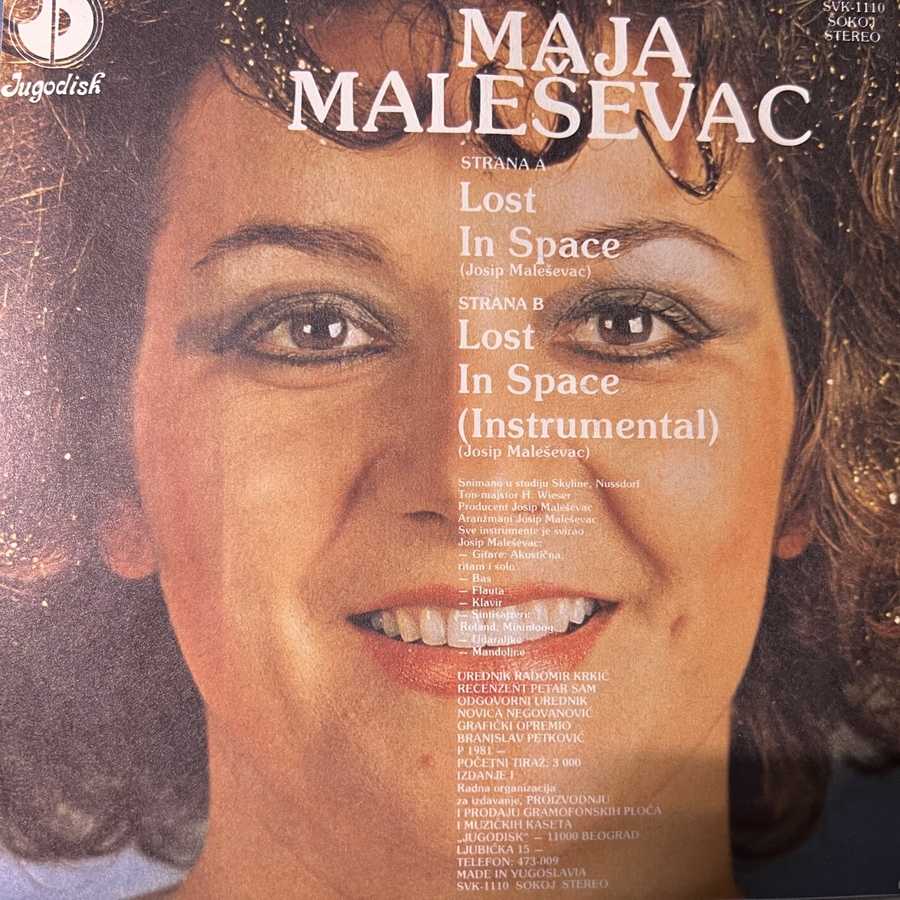 Jugodisk
MAJA
MALEŠEVAC
SVK-1110
SOKOJ
STEREO
STRANA A
Lost
In Space
(Josip Maleševac)
STRANA B
Lost
In Space
(Instrumental)
(Josip Maleševac)
Snimano u studiju Skyline, Nussdorf
Ton-majstor H. Wieser
Producent Josip Maleševac
Aranžmani Josip Maleševac
Sve instrumente je svirao
Josip Maleševac:
— Gitare: Akustična,
ritam i solo
— Bas
— Flauta
— Klavir
— Sintisajzeri:
Roland, Minimoog
— Udaraljke
— Mandoline
UREDNIK RADOMIR KRKIĆ
RECENZENT PETAR SAM
ODGOVORNI UREDNIK
NOVICA NEGOVANOVIĆ
GRAFIČKI OPREMIO
BRANISLAV PETKOVIĆ
P 1981 —
POČETNI TIRAŽ: 3 000
IZDANJE I
Radna organizacija
za izdavanje, PROIZVODNJU
I PRODAJU GRAMOFONSKIH PLOČA
I MUZIČKIH KASETA
„JUGODISK" — 11000 BEOGRAD
LJUBIČKA 15 —
TELEFON: 473-009
MADE IN YUGOSLAVIA
SVK-1110 SOKOJ STEREO